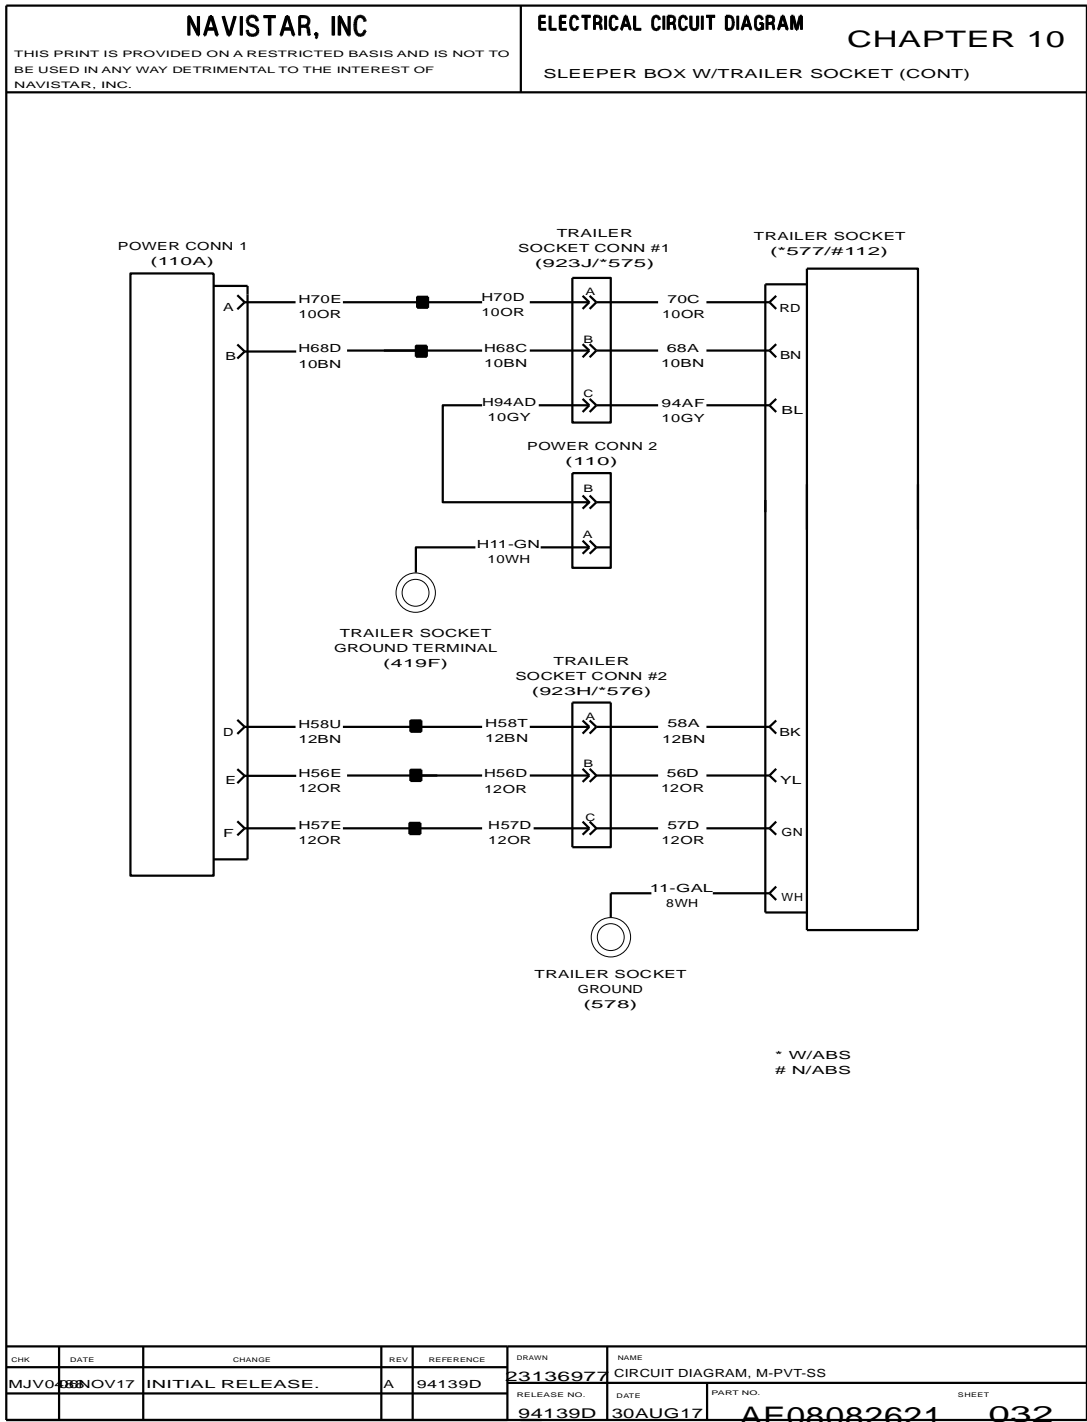 NAVISTAR, INC
THIS PRINT IS PROVIDED ON A RESTRICTED BASIS AND IS NOT TO
BE USED IN ANY WAY DETRIMENTAL TO THE INTEREST OF
NAVISTAR, INC.
ELECTRICAL CIRCUIT DIAGRAM
CHAPTER 10
SLEEPER BOX W/TRAILER SOCKET (CONT)
POWER CONN 1
(110A)
TRAILER
SOCKET CONN #1
(923J/*575)
TRAILER SOCKET
(*577/#112)
A H70E H70D A 70C RD
10OR 10OR 10OR
B H68D H68C B 68A BN
10BN 10BN 10BN
H94AD C 94AF BL
10GY 10GY
POWER CONN 2
(110)
B
H11-GN A
10WH
TRAILER SOCKET
GROUND TERMINAL
(419F)
TRAILER
SOCKET CONN #2
(923H/*576)
D H58U H58T A 58A BK
12BN 12BN 12BN
E H56E H56D B 56D YL
12OR 12OR 12OR
F H57E H57D C 57D GN
12OR 12OR 12OR
11-GAL WH
8WH
TRAILER SOCKET
GROUND
(578)
* W/ABS
# N/ABS
CHK DATE CHANGE REV REFERENCE DRAWN NAME
INITIAL RELEASE. A 94139D 23136977 CIRCUIT DIAGRAM, M-PVT-SS
RELEASE NO. DATE PART NO. SHEET
94139D 30AUG17 AF08082621 032